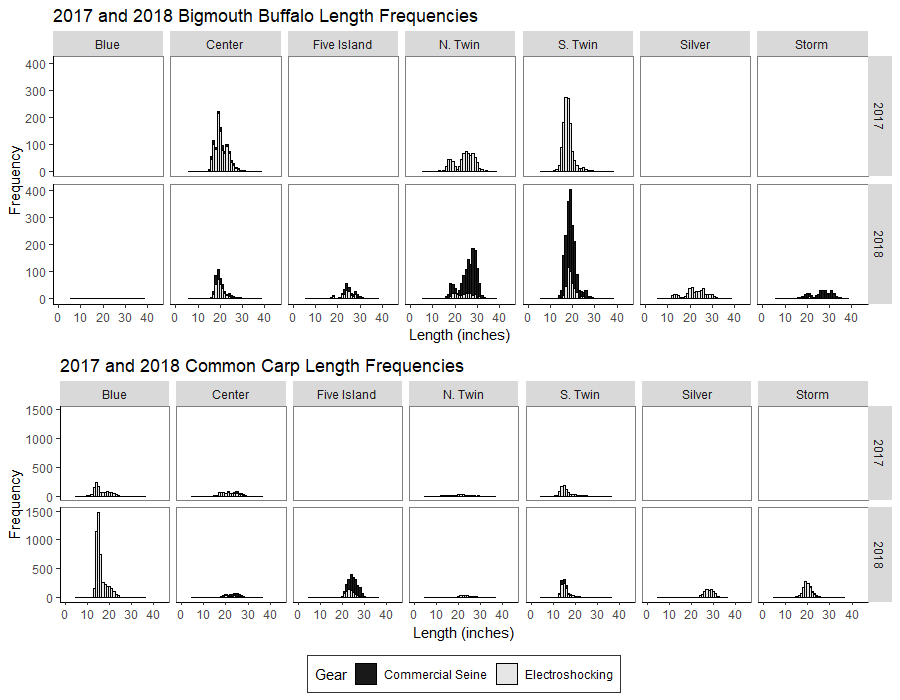 2017 and 2018 Bigmouth Buffalo Length Frequencies
Blue Center Five Island N. Twin S. Twin Silver Storm
400
300
200
100
0
2017
Frequency
400
300
200
100
0
2018
0 10 20 30 40 0 10 20 30 40 0 10 20 30 40 0 10 20 30 40 0 10 20 30 40 0 10 20 30 40 0 10 20 30 40
Length (inches)
2017 and 2018 Common Carp Length Frequencies
Blue Center Five Island N. Twin S. Twin Silver Storm
1500
1000
500
0
2017
Frequency
1500
1000
500
0
2018
0 10 20 30 40 0 10 20 30 40 0 10 20 30 40 0 10 20 30 40 0 10 20 30 40 0 10 20 30 40 0 10 20 30 40
Length (inches)
Gear Commercial Seine Electroshocking